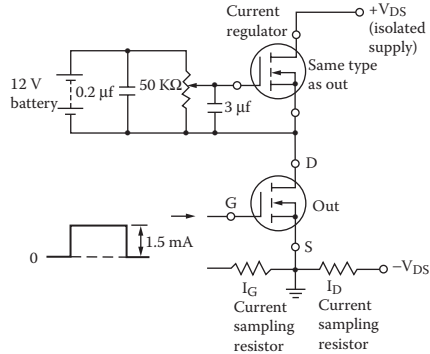 Current
regulator
+V_DS
(isolated
supply)
Same type
as out
12 V
battery
0.2 µf
50 KΩ
3 µf
D
G
Out
1.5 mA
0
S
–V_DS
I_G
Current
sampling
resistor
I_D
Current
sampling
resistor